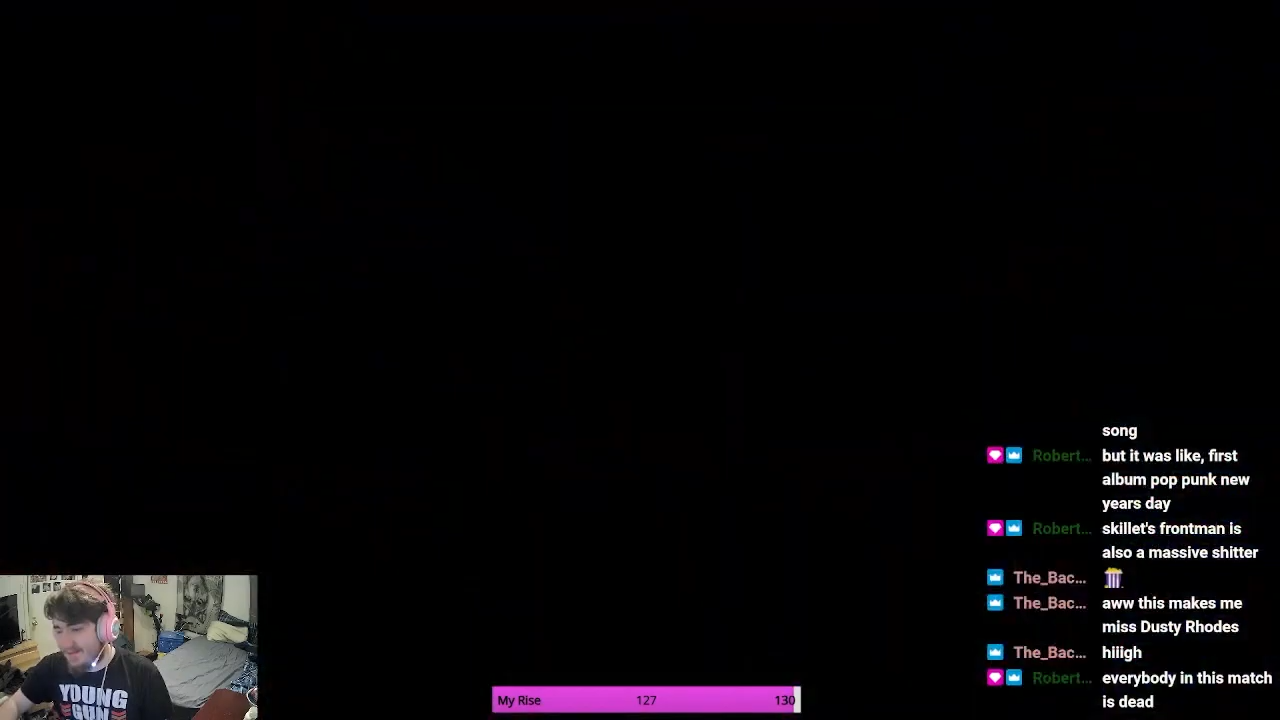 song
Robert... but it was like, first
album pop punk new
years day
Robert... skillet's frontman is
also a massive shitter
The_Bac...
The_Bac... aww this makes me
miss Dusty Rhodes
The_Bac... hiiigh
Robert... everybody in this match
is dead
YOUNG
GUN
My Rise 127 130